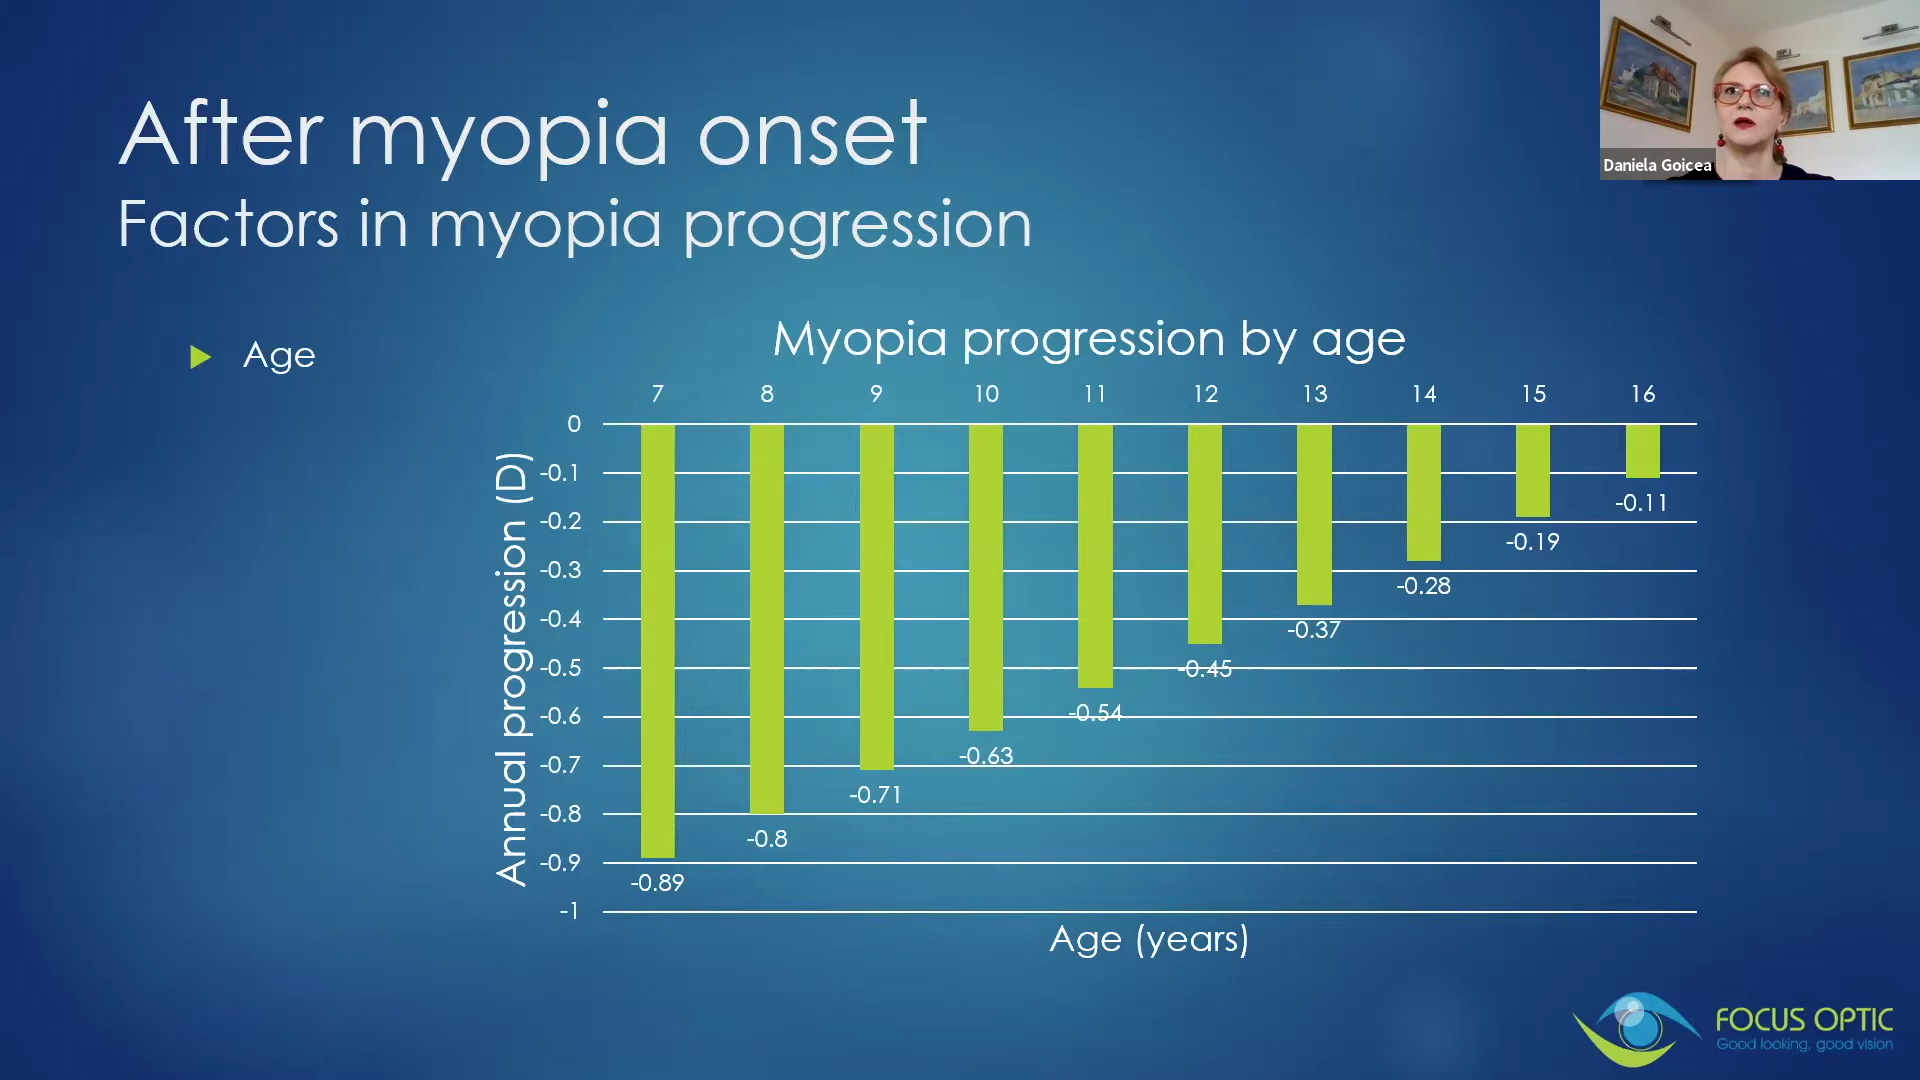 After myopia onset
Factors in myopia progression
Daniela Goicea
Age
Myopia progression by age
7 8 9 10 11 12 13 14 15 16
0
-0.1
-0.2
-0.3
-0.4
-0.5
-0.6
-0.7
-0.8
-0.9
-1
Annual progression (D)
-0.89
-0.8
-0.71
-0.63
-0.54
-0.45
-0.37
-0.28
-0.19
-0.11
Age (years)
FOCUS OPTIC
Good looking, good vision